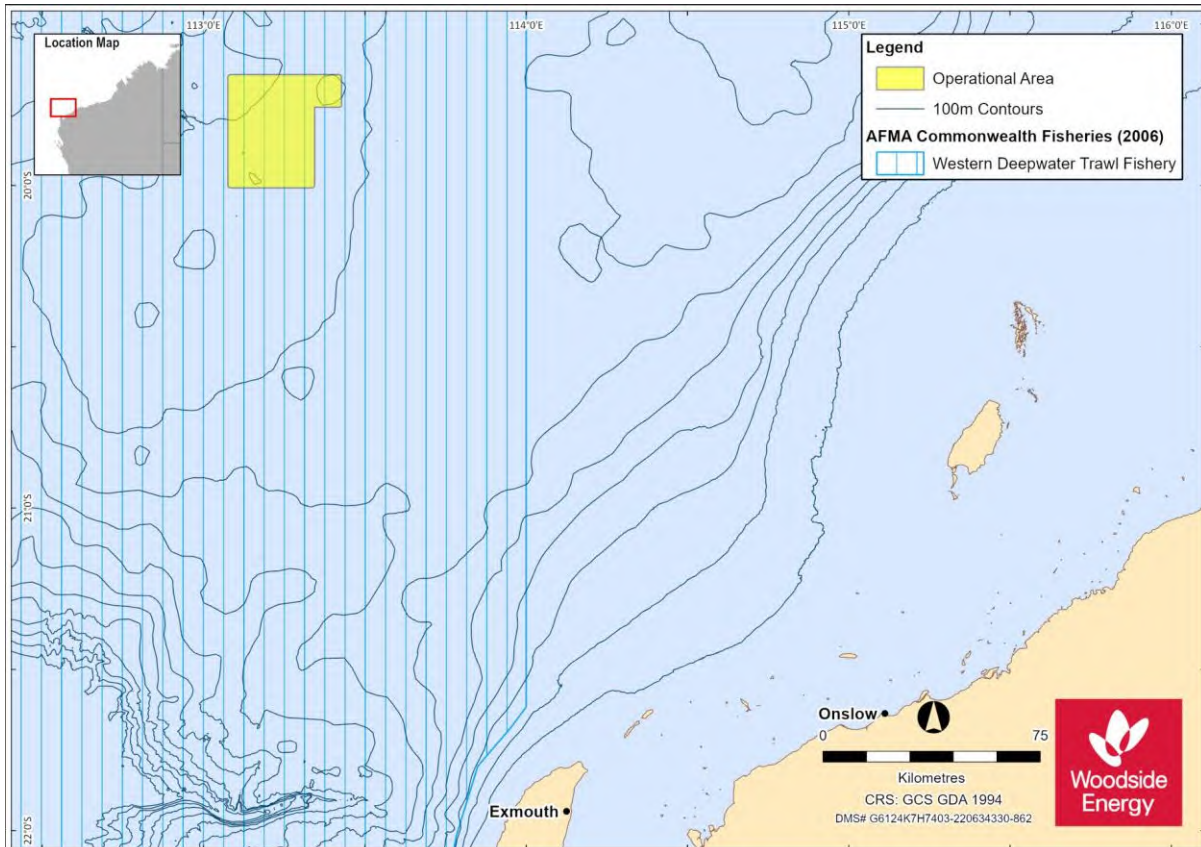 113°0'E
114°0'E
115°0'E
116°0'E
Location Map
Legend
Operational Area
100m Contours
AFMA Commonwealth Fisheries (2006)
Western Deepwater Trawl Fishery
20°0'S
21°0'S
22°0'S
Onslow
Exmouth
0
75
Kilometres
CRS: GCS GDA 1994
DMS# G6124K7H7403-220634330-862
Woodside
Energy